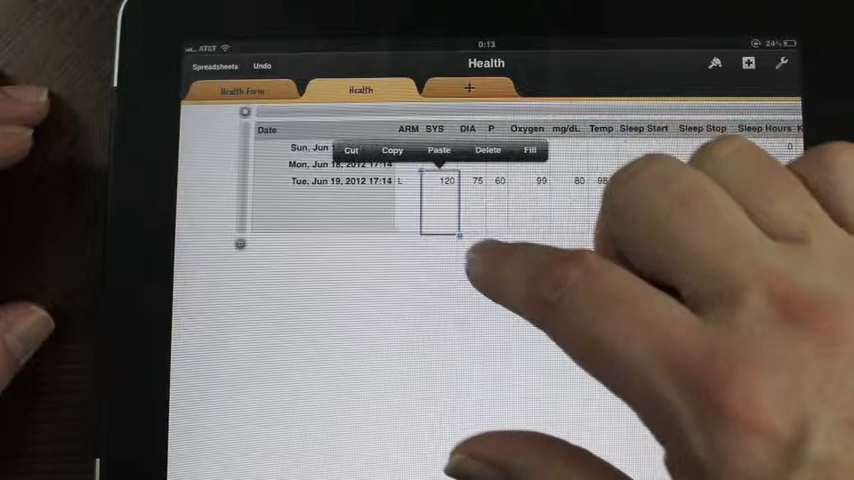 AT&T 0:13 24%
Spreadsheets Undo Health
Health Form Health +
Date ARM SYS DIA P Oxygen mg/dL Temp Sleep Start Sleep Stop Sleep Hours
Sun, Jun 0
Cut Copy Paste Delete Fill
Mon, Jun 18, 2012 17:14
Tue, Jun 19, 2012 17:14 L 120 75 60 99 80 98